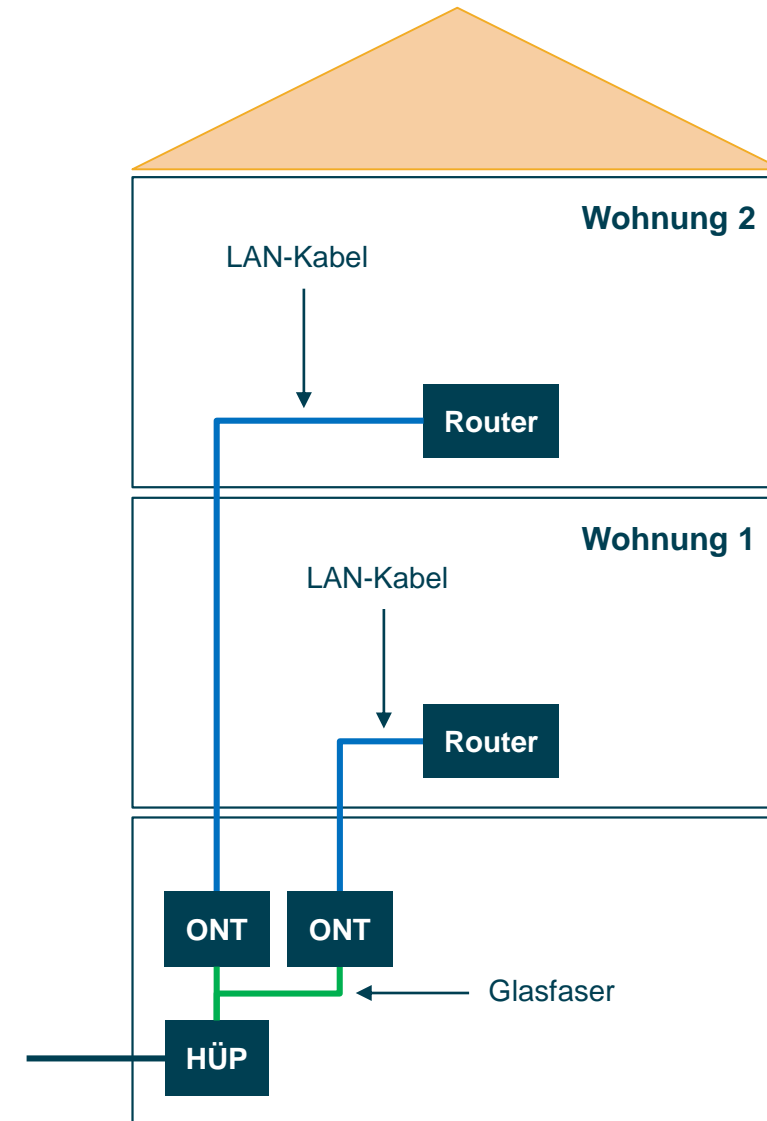 Wohnung 2
LAN-Kabel
Router
Wohnung 1
LAN-Kabel
Router
ONT
ONT
Glasfaser
HÜP